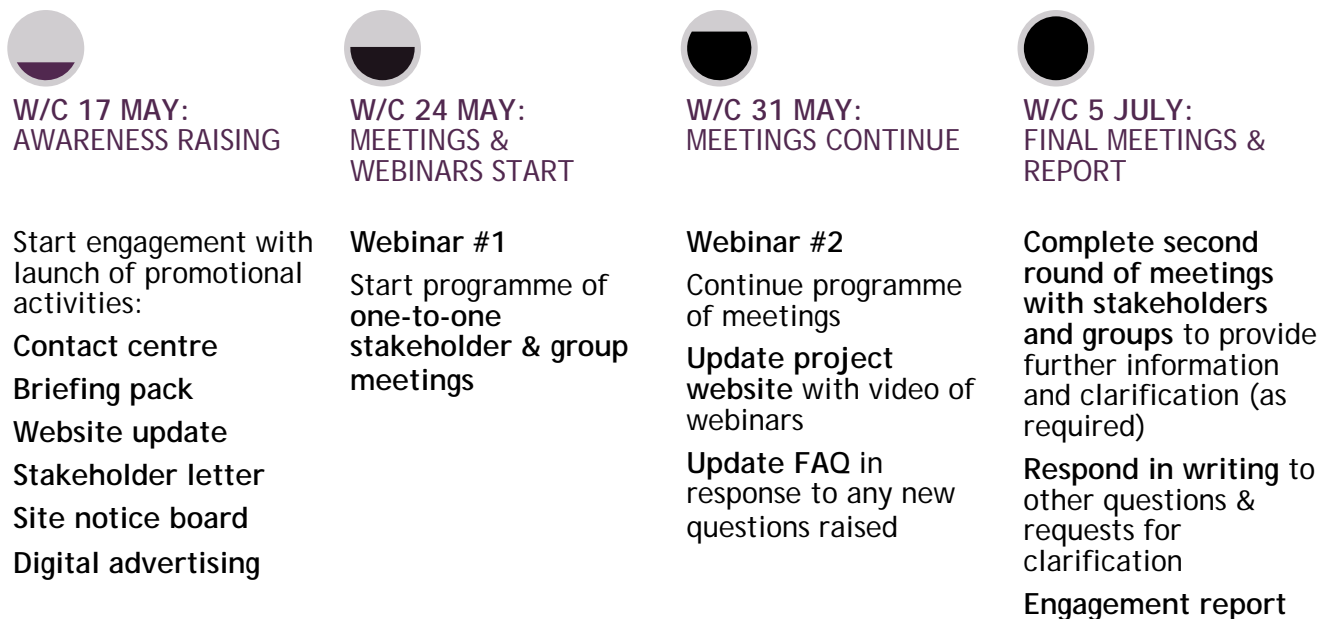 W/C 17 MAY:
AWARENESS RAISING
Start engagement with
launch of promotional
activities:
Contact centre
Briefing pack
Website update
Stakeholder letter
Site notice board
Digital advertising
W/C 24 MAY:
MEETINGS &
WEBINARS START
Webinar #1
Start programme of
one-to-one
stakeholder & group
meetings
W/C 31 MAY:
MEETINGS CONTINUE
Webinar #2
Continue programme
of meetings
Update project
website with video of
webinars
Update FAQ in
response to any new
questions raised
W/C 5 JULY:
FINAL MEETINGS &
REPORT
Complete second
round of meetings
with stakeholders
and groups to provide
further information
and clarification (as
required)
Respond in writing to
other questions &
requests for
clarification
Engagement report